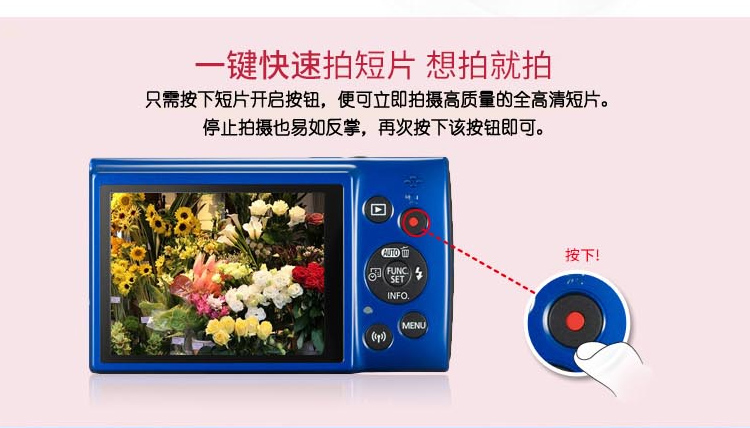 一键快速拍短片 想拍就拍
只需按下短片开启按钮，便可立即拍摄高质量的全高清短片。
停止拍摄也易如反掌，再次按下该按钮即可。
AUTO
FUNC.
SET
INFO.
MENU
按下!